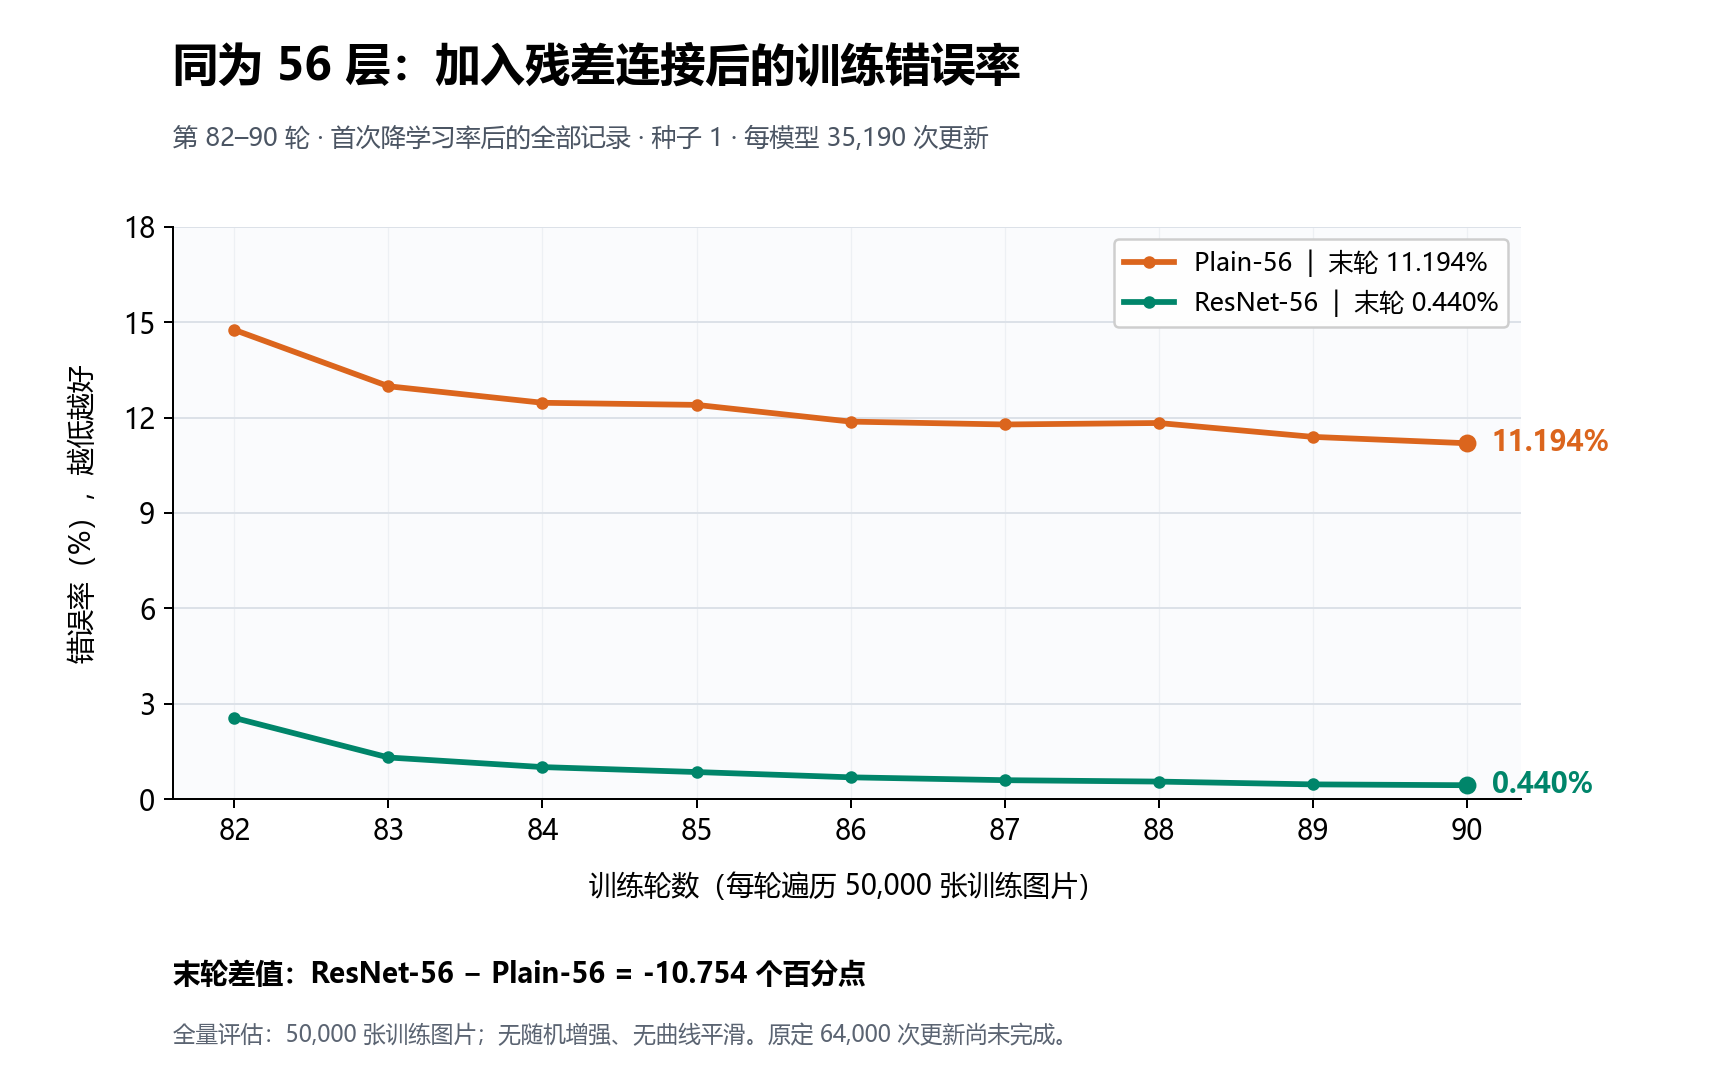 同为 56 层：加入残差连接后的训练错误率
第 82–90 轮 · 首次降学习率后的全部记录 · 种子 1 · 每模型 35,190 次更新
18
15
12
9
6
3
0
错误率（%），越低越好
Plain-56 | 末轮 11.194%
ResNet-56 | 末轮 0.440%
11.194%
0.440%
82 83 84 85 86 87 88 89 90
训练轮数（每轮遍历 50,000 张训练图片）
末轮差值：ResNet-56 − Plain-56 = -10.754 个百分点
全量评估：50,000 张训练图片；无随机增强、无曲线平滑。原定 64,000 次更新尚未完成。